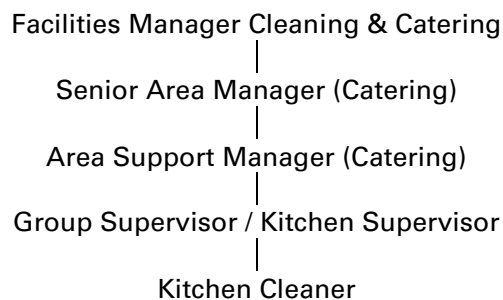 Facilities Manager Cleaning & Catering
Senior Area Manager (Catering)
Area Support Manager (Catering)
Group Supervisor / Kitchen Supervisor
Kitchen Cleaner